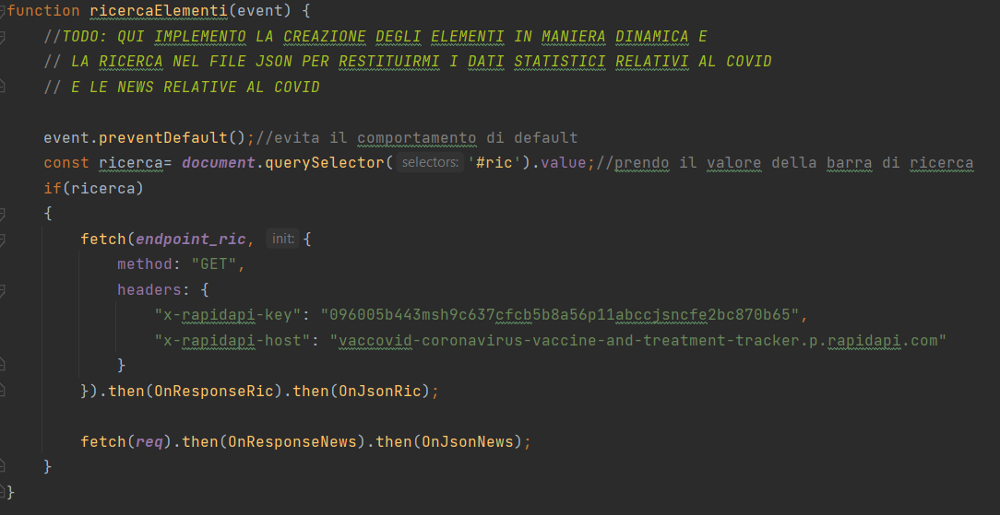 function ricercaElementi(event) {
//TODO: QUI IMPLEMENTO LA CREAZIONE DEGLI ELEMENTI IN MANIERA DINAMICA E
// LA RICERCA NEL FILE JSON PER RESTITUIRMI I DATI STATISTICI RELATIVI AL COVID
// E LE NEWS RELATIVE AL COVID
event.preventDefault();//evita il comportamento di default
const ricerca= document.querySelector( selectors: '#ric').value;//prendo il valore della barra di ricerca
if(ricerca)
{
fetch(endpoint_ric, init: {
method: "GET",
headers: {
"x-rapidapi-key": "096005b443msh9c637cfcb5b8a56p11abccjsncfe2bc870b65",
"x-rapidapi-host": "vaccovid-coronavirus-vaccine-and-treatment-tracker.p.rapidapi.com"
}
}).then(OnResponseRic).then(OnJsonRic);
fetch(req).then(OnResponseNews).then(OnJsonNews);
}
}